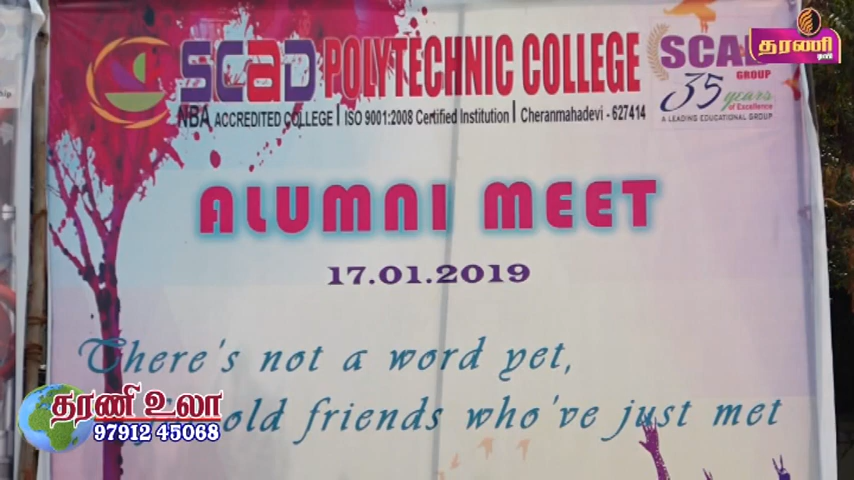 SCAD POLYTECHNIC COLLEGE
NBA ACCREDITED COLLEGE | ISO 9001:2008 Certified Institution | Cheranmahadevi - 627414
SCAD
GROUP
35 years
of Excellence
A LEADING EDUCATIONAL GROUP
தரணி
ALUMNI MEET
17.01.2019
There's not a word yet,
old friends who've just met
தரணி உலா
97912 45068